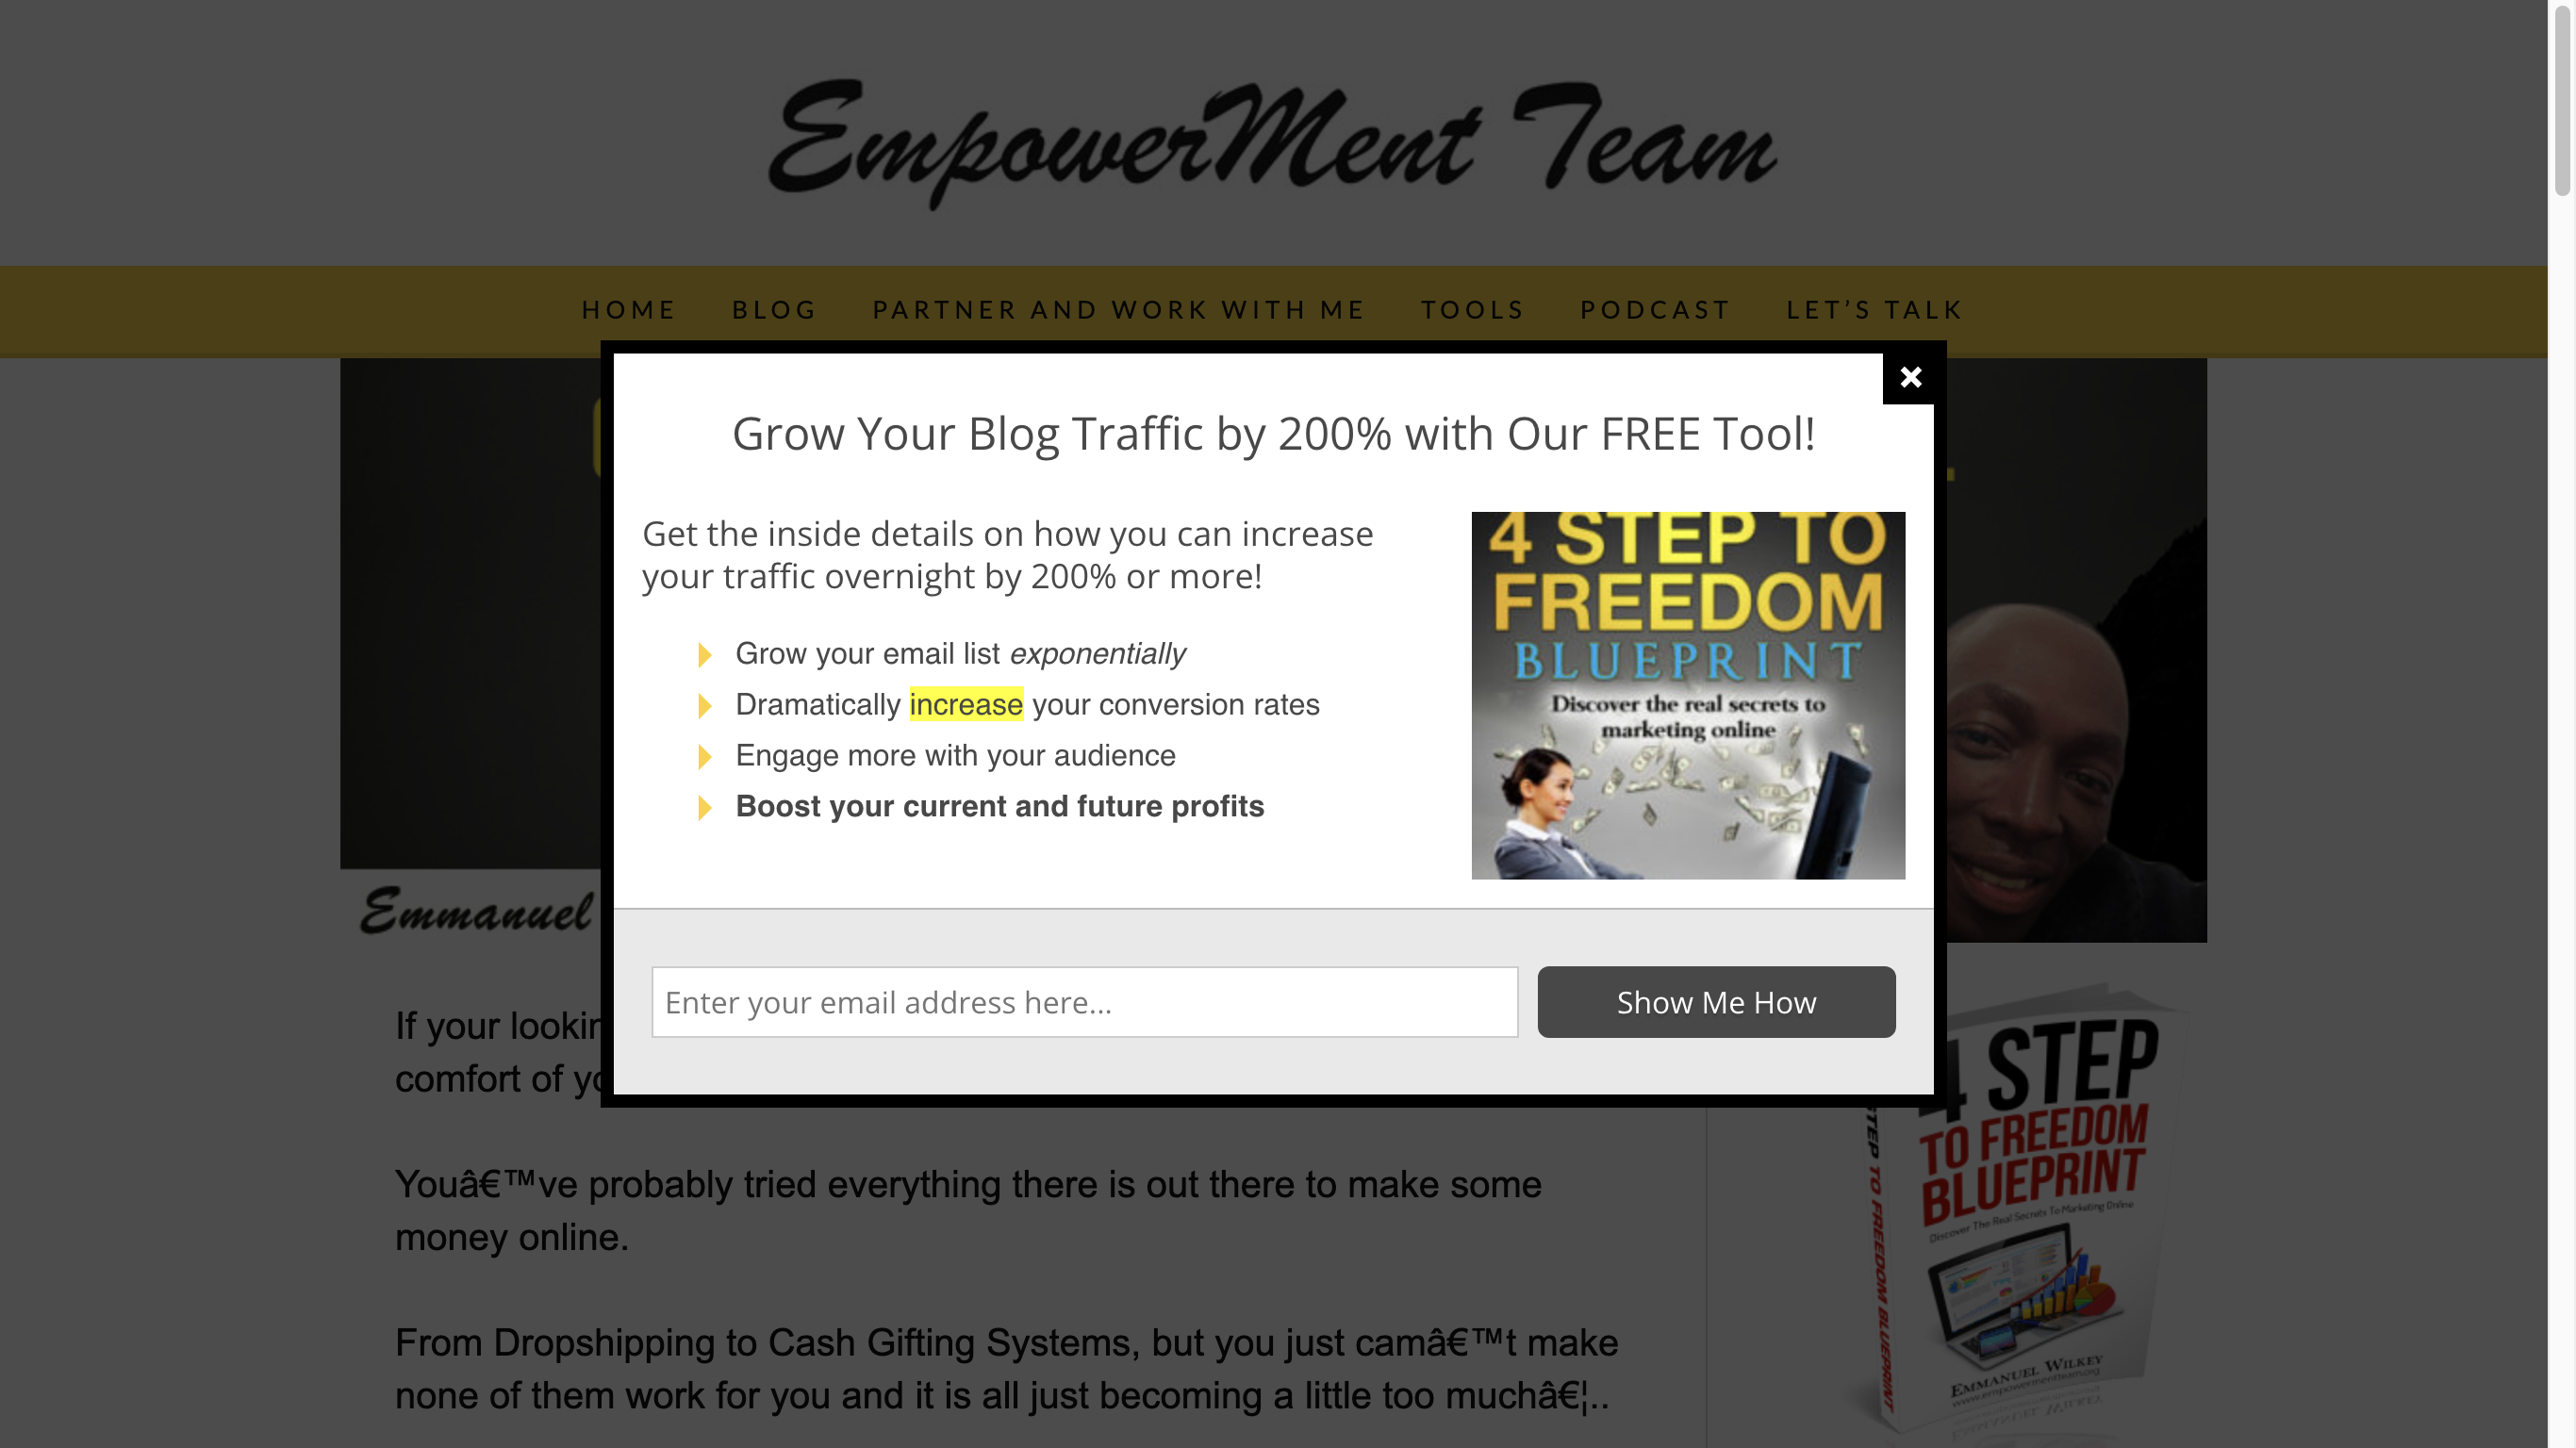 EmpowerMent Team
HOME BLOG PARTNER AND WORK WITH ME TOOLS PODCAST LET’S TALK
Grow Your Blog Traffic by 200% with Our FREE Tool!
Get the inside details on how you can increase
your traffic overnight by 200% or more!
Grow your email list exponentially
Dramatically increase your conversion rates
Engage more with your audience
Boost your current and future profits
4 STEP TO
FREEDOM
BLUEPRINT
Discover the real secrets to
marketing online
Enter your email address here...
Show Me How
Emmanuel
If your
comfort of
Youâ€™ve probably tried everything there is out there to make some
money online.
From Dropshipping to Cash Gifting Systems, but you just camâ€™t make
none of them work for you and it is all just becoming a little too muchâ€¦..
4 STEP
TO FREEDOM
BLUEPRINT
Discover The Real Secrets To Marketing Online
STEP TO FREEDOM BLUEPRINT
EMMANUEL WILKEY
www.empowermentteam.org